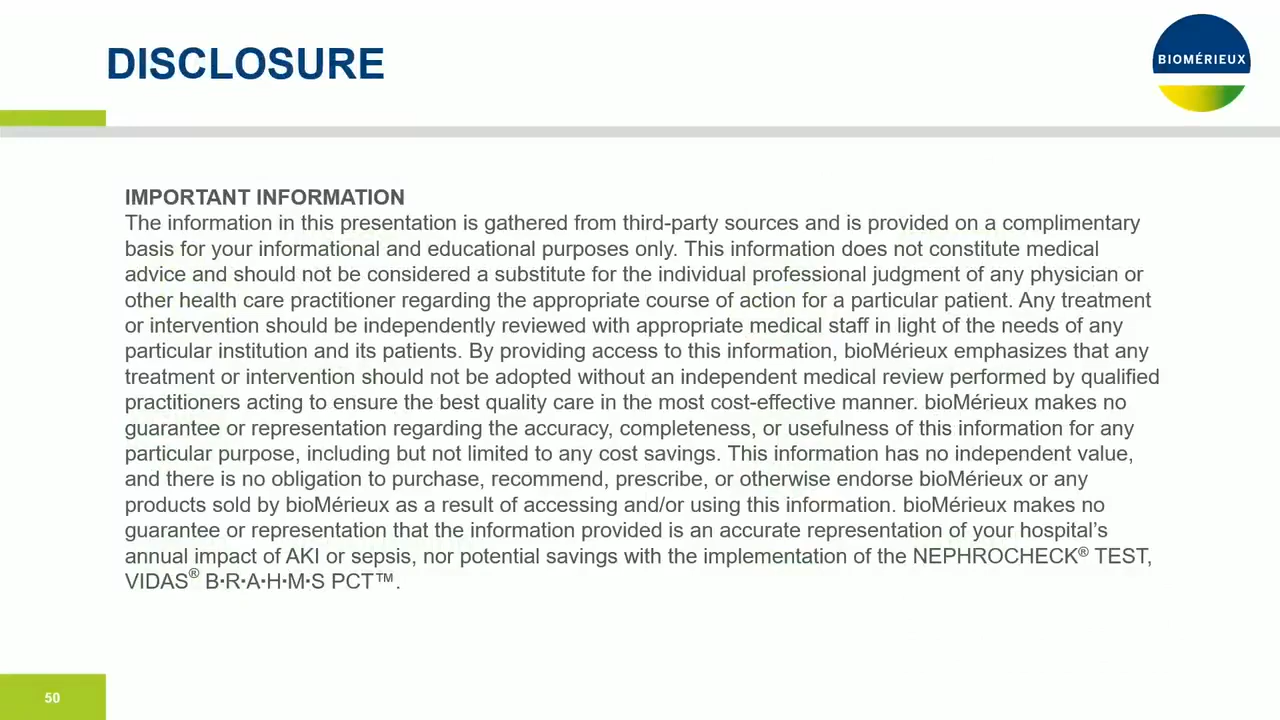 DISCLOSURE
BIOMÉRIEUX
IMPORTANT INFORMATION
The information in this presentation is gathered from third-party sources and is provided on a complimentary
basis for your informational and educational purposes only. This information does not constitute medical
advice and should not be considered a substitute for the individual professional judgment of any physician or
other health care practitioner regarding the appropriate course of action for a particular patient. Any treatment
or intervention should be independently reviewed with appropriate medical staff in light of the needs of any
particular institution and its patients. By providing access to this information, bioMérieux emphasizes that any
treatment or intervention should not be adopted without an independent medical review performed by qualified
practitioners acting to ensure the best quality care in the most cost-effective manner. bioMérieux makes no
guarantee or representation regarding the accuracy, completeness, or usefulness of this information for any
particular purpose, including but not limited to any cost savings. This information has no independent value,
and there is no obligation to purchase, recommend, prescribe, or otherwise endorse bioMérieux or any
products sold by bioMérieux as a result of accessing and/or using this information. bioMérieux makes no
guarantee or representation that the information provided is an accurate representation of your hospital’s
annual impact of AKI or sepsis, nor potential savings with the implementation of the NEPHROCHECK® TEST,
VIDAS® B·R·A·H·M·S PCT™.
50